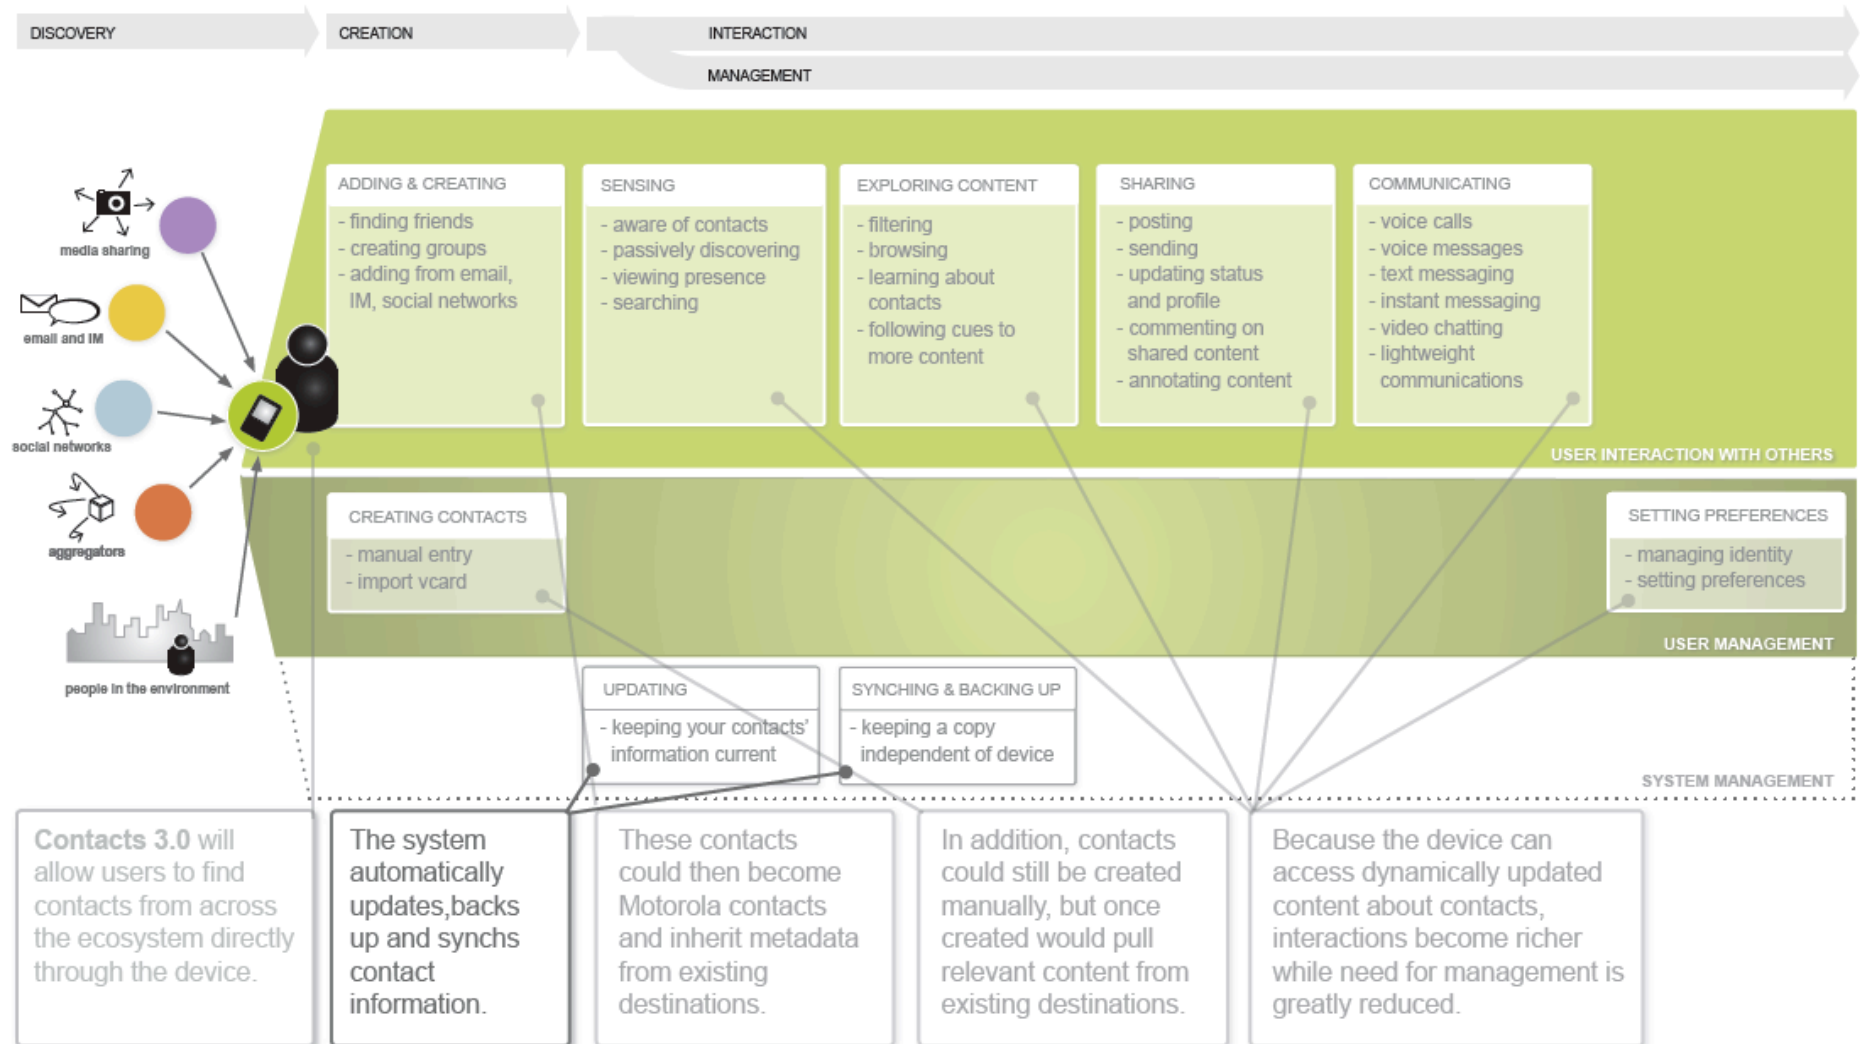 DISCOVERY
CREATION
INTERACTION
MANAGEMENT
media sharing
email and IM
social networks
aggregators
people in the environment
ADDING & CREATING
- finding friends
- creating groups
- adding from email,
IM, social networks
SENSING
- aware of contacts
- passively discovering
- viewing presence
- searching
EXPLORING CONTENT
- filtering
- browsing
- learning about
contacts
- following cues to
more content
SHARING
- posting
- sending
- updating status
and profile
- commenting on
shared content
- annotating content
COMMUNICATING
- voice calls
- voice messages
- text messaging
- instant messaging
- video chatting
- lightweight
communications
USER INTERACTION WITH OTHERS
CREATING CONTACTS
- manual entry
- import vcard
SETTING PREFERENCES
- managing identity
- setting preferences
USER MANAGEMENT
UPDATING
- keeping your contacts'
information current
SYNCHING & BACKING UP
- keeping a copy
independent of device
SYSTEM MANAGEMENT
Contacts 3.0 will
allow users to find
contacts from across
the ecosystem directly
through the device.
The system
automatically
updates,backs
up and synchs
contact
information.
These contacts
could then become
Motorola contacts
and inherit metadata
from existing
destinations.
In addition, contacts
could still be created
manually, but once
created would pull
relevant content from
existing destinations.
Because the device can
access dynamically updated
content about contacts,
interactions become richer
while need for management is
greatly reduced.